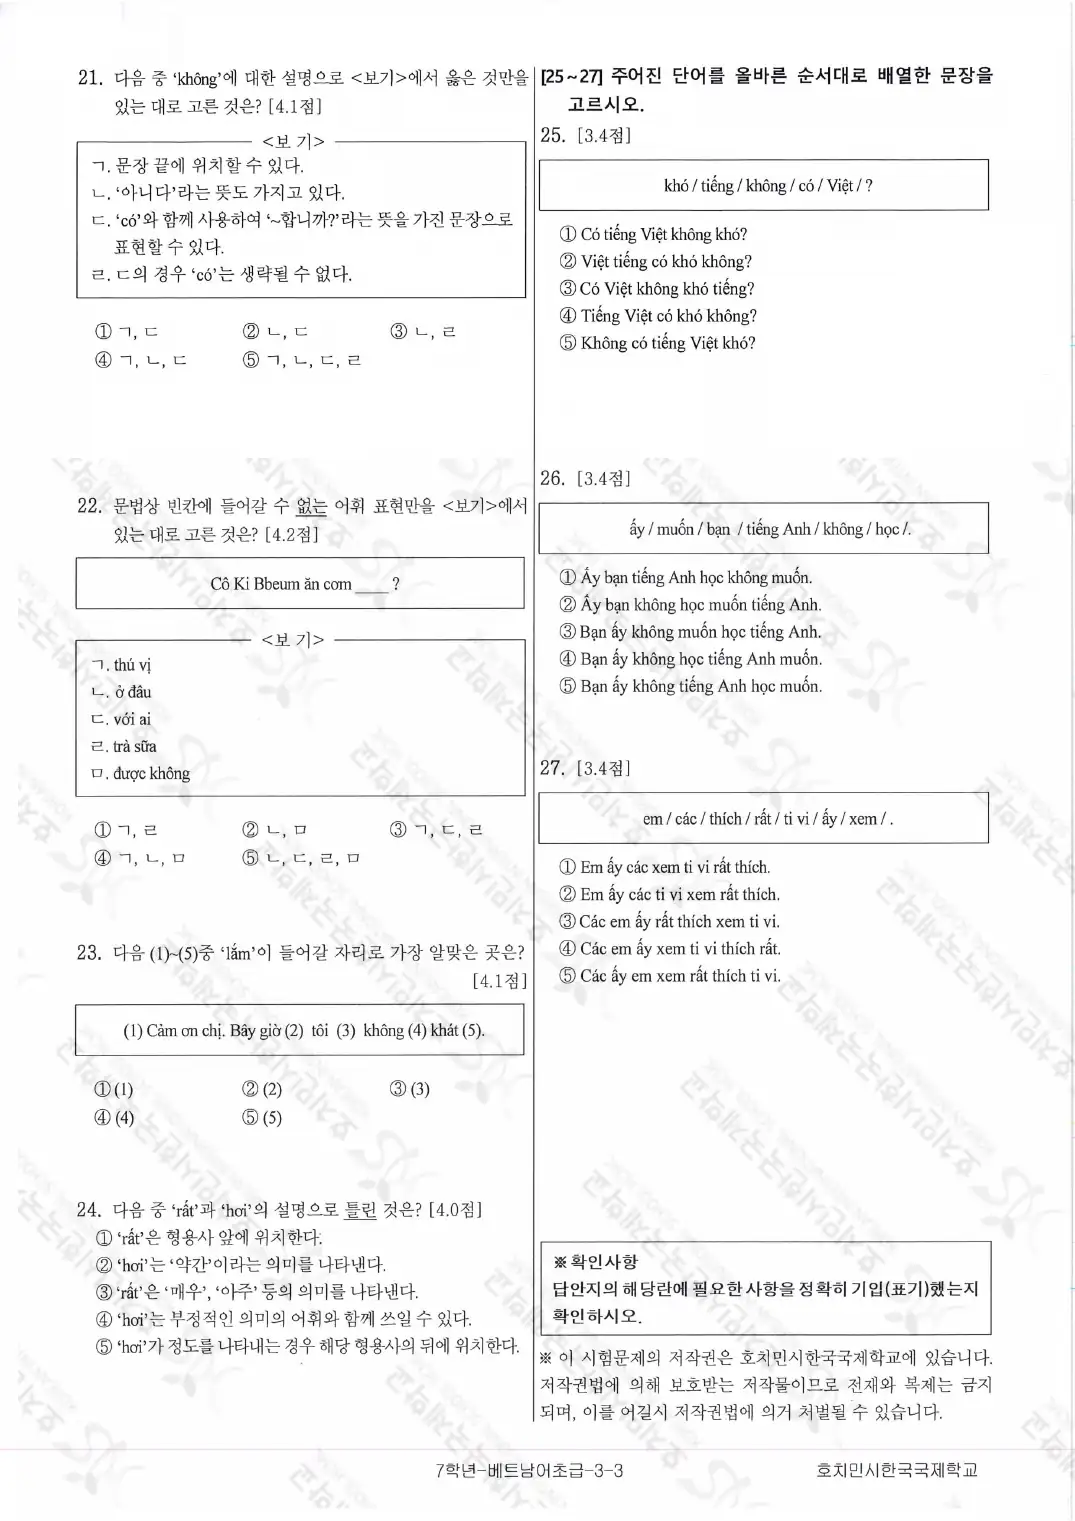 21. 다음 중 ‘không’에 대한 설명으로 <보기>에서 옳은 것만을
있는 대로 고른 것은? [4.1점]
<보 기>
ㄱ. 문장 끝에 위치할 수 있다.
ㄴ. ‘아니다’라는 뜻도 가지고 있다.
ㄷ. ‘có’와 함께 사용하여 ‘~합니까?’라는 뜻을 가진 문장으로
표현할 수 있다.
ㄹ. ㄷ의 경우 ‘có’는 생략될 수 없다.
① ㄱ, ㄷ ② ㄴ, ㄷ ③ ㄴ, ㄹ
④ ㄱ, ㄴ, ㄷ ⑤ ㄱ, ㄴ, ㄷ, ㄹ
22. 문법상 빈칸에 들어갈 수 없는 어휘 표현만을 <보기>에서
있는 대로 고른 것은? [4.2점]
Cô Ki Bbeum ăn cơm ____ ?
<보 기>
ㄱ. thú vị
ㄴ. ở đâu
ㄷ. với ai
ㄹ. trà sữa
ㅁ. được không
① ㄱ, ㄹ ② ㄴ, ㅁ ③ ㄱ, ㄷ, ㄹ
④ ㄱ, ㄴ, ㅁ ⑤ ㄴ, ㄷ, ㄹ, ㅁ
23. 다음 (1)~(5)중 ‘lắm’이 들어갈 자리로 가장 알맞은 곳은?
[4.1점]
(1) Cảm ơn chị. Bây giờ (2) tôi (3) không (4) khát (5).
① (1) ② (2) ③ (3)
④ (4) ⑤ (5)
24. 다음 중 ‘rất’과 ‘hơi’의 설명으로 틀린 것은? [4.0점]
① ‘rất’은 형용사 앞에 위치한다.
② ‘hơi’는 ‘약간’이라는 의미를 나타낸다.
③ ‘rất’은 ‘매우’, ‘아주’ 등의 의미를 나타낸다.
④ ‘hơi’는 부정적인 의미의 어휘와 함께 쓰일 수 있다.
⑤ ‘hơi’가 정도를 나타내는 경우 해당 형용사의 뒤에 위치한다.
[25~27] 주어진 단어를 올바른 순서대로 배열한 문장을
고르시오.
25. [3.4점]
khó / tiếng / không / có / Việt / ?
① Có tiếng Việt không khó?
② Việt tiếng có khó không?
③ Có Việt không khó tiếng?
④ Tiếng Việt có khó không?
⑤ Không có tiếng Việt khó?
26. [3.4점]
ấy / muốn / bạn / tiếng Anh / không / học /.
① Ấy bạn tiếng Anh học không muốn.
② Ấy bạn không học muốn tiếng Anh.
③ Bạn ấy không muốn học tiếng Anh.
④ Bạn ấy không học tiếng Anh muốn.
⑤ Bạn ấy không tiếng Anh học muốn.
27. [3.4점]
em / các / thích / rất / ti vi / ấy / xem / .
① Em ấy các xem ti vi rất thích.
② Em ấy các ti vi xem rất thích.
③ Các em ấy rất thích xem ti vi.
④ Các em ấy xem ti vi thích rất.
⑤ Các ấy em xem rất thích ti vi.
※ 확인사항
답안지의 해당란에 필요한 사항을 정확히 기입(표기)했는지
확인하시오.
※ 이 시험문제의 저작권은 호치민시한국국제학교에 있습니다.
저작권법에 의해 보호받는 저작물이므로 전재와 복제는 금지
되며, 이를 어길시 저작권법에 의거 처벌될 수 있습니다.
7학년-베트남어초급-3-3
호치민시한국국제학교